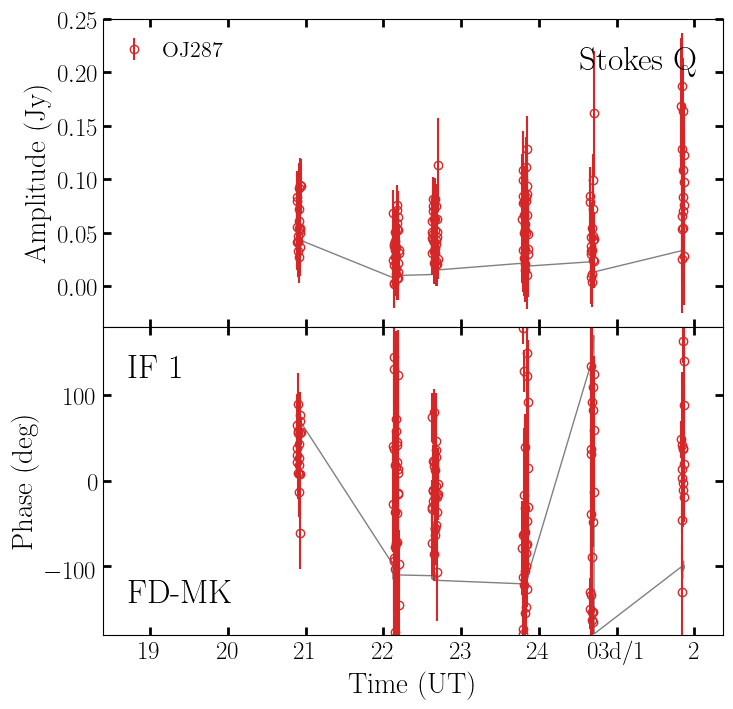 0.25
0.20
0.15
0.10
0.05
0.00
Amplitude (Jy)
OJ287
Stokes Q
100
0
−100
Phase (deg)
IF 1
FD-MK
19 20 21 22 23 24 03d/1 2
Time (UT)